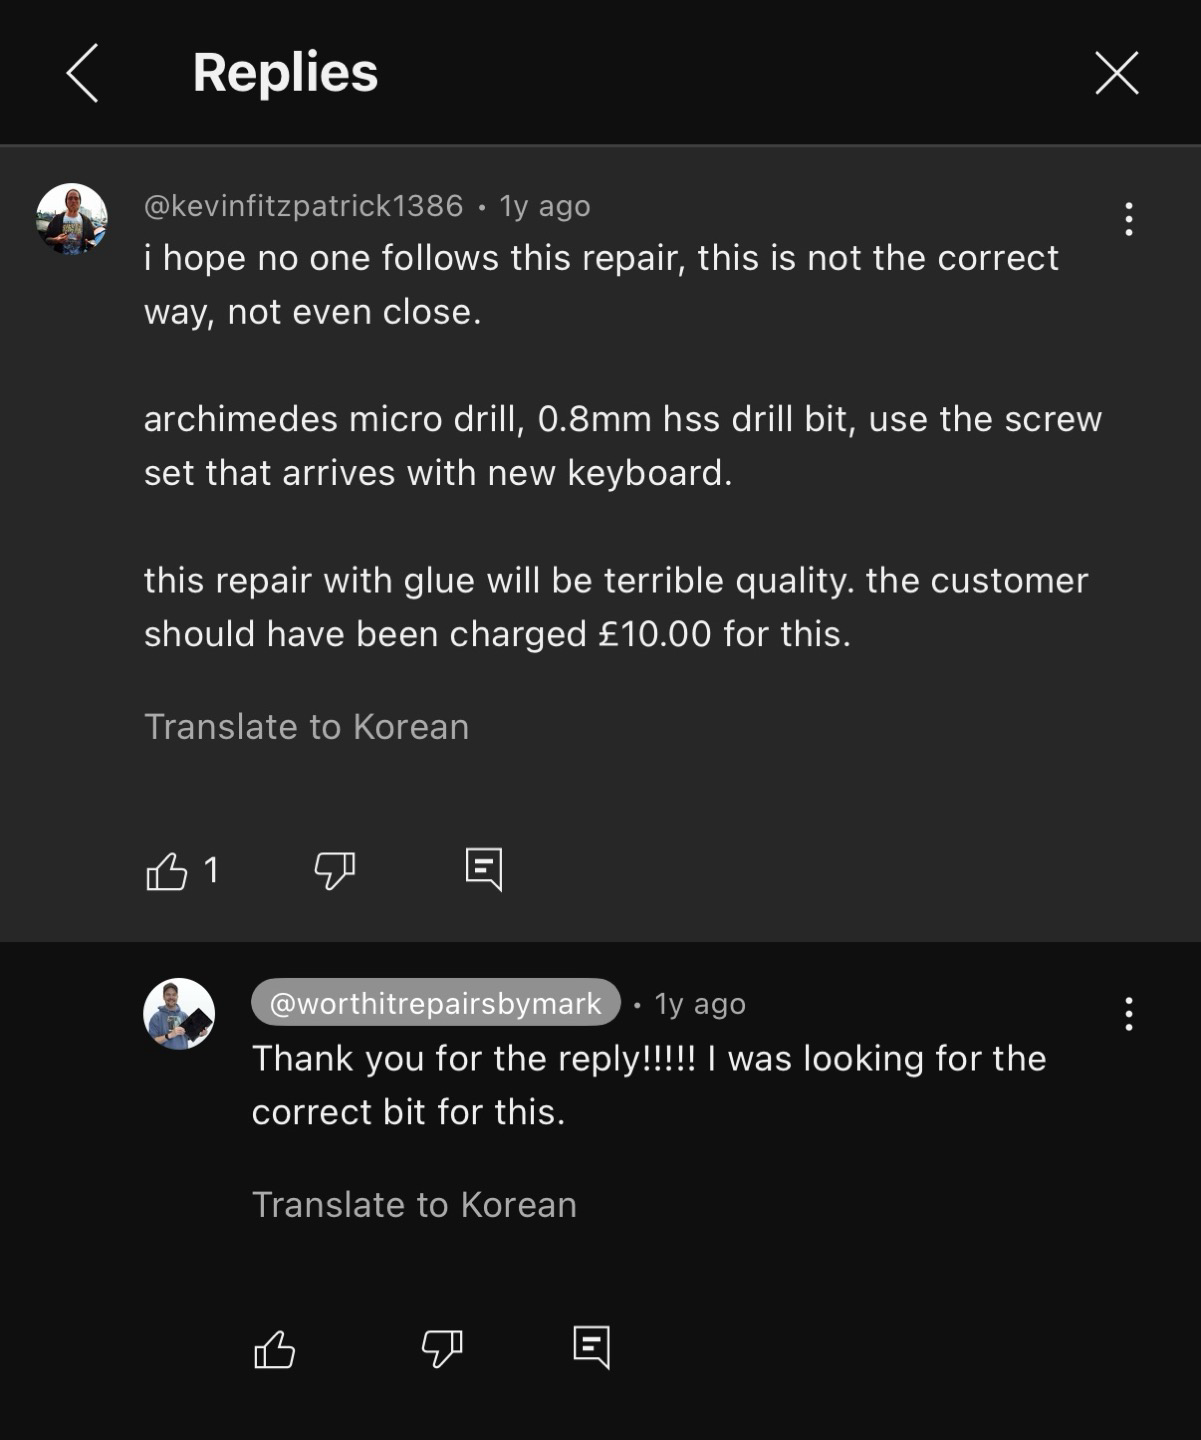 Replies
@kevinfitzpatrick1386 • 1y ago
i hope no one follows this repair, this is not the correct
way, not even close.
archimedes micro drill, 0.8mm hss drill bit, use the screw
set that arrives with new keyboard.
this repair with glue will be terrible quality. the customer
should have been charged £10.00 for this.
Translate to Korean
1
@worthitrepairsbymark • 1y ago
Thank you for the reply!!!!! I was looking for the
correct bit for this.
Translate to Korean